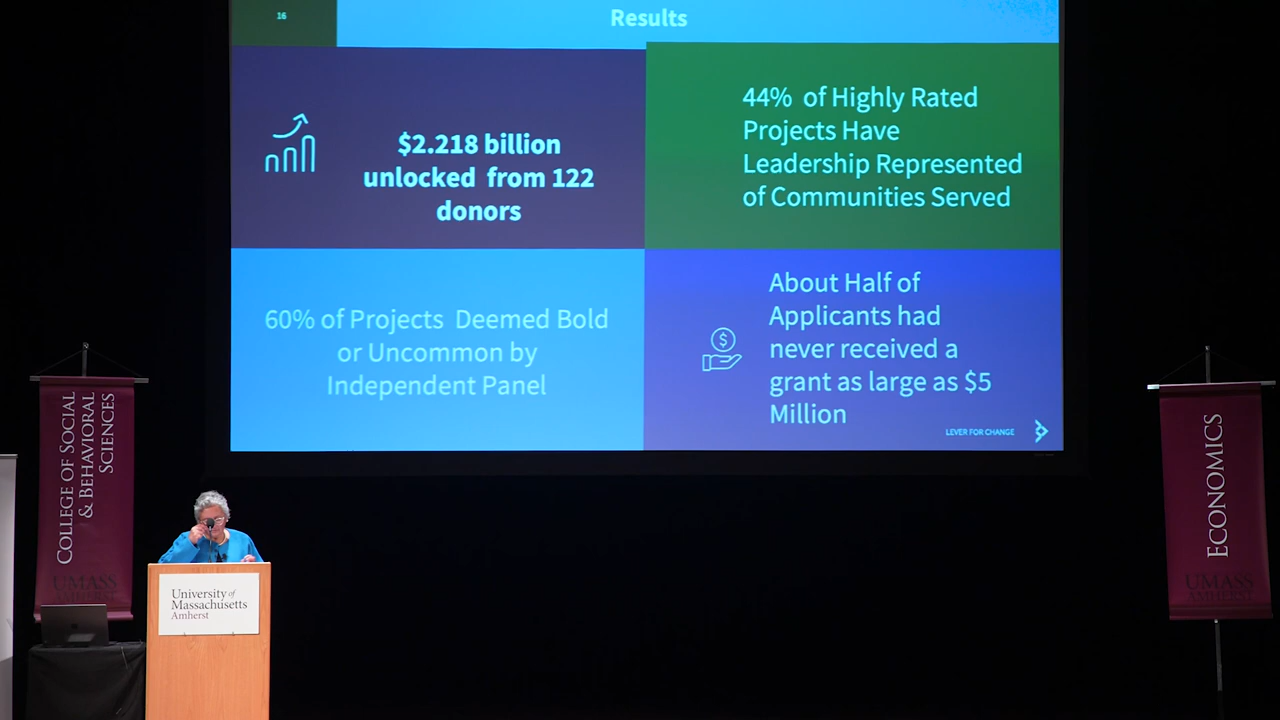 16
Results
$2.218 billion
unlocked from 122
donors
44% of Highly Rated
Projects Have
Leadership Represented
of Communities Served
60% of Projects Deemed Bold
or Uncommon by
Independent Panel
About Half of
Applicants had
never received a
grant as large as $5
Million
$
LEVER FOR CHANGE
COLLEGE OF SOCIAL
& BEHAVIORAL
SCIENCES
UMASS
AMHERST
University of
Massachusetts
Amherst
ECONOMICS
UMASS
AMHERST